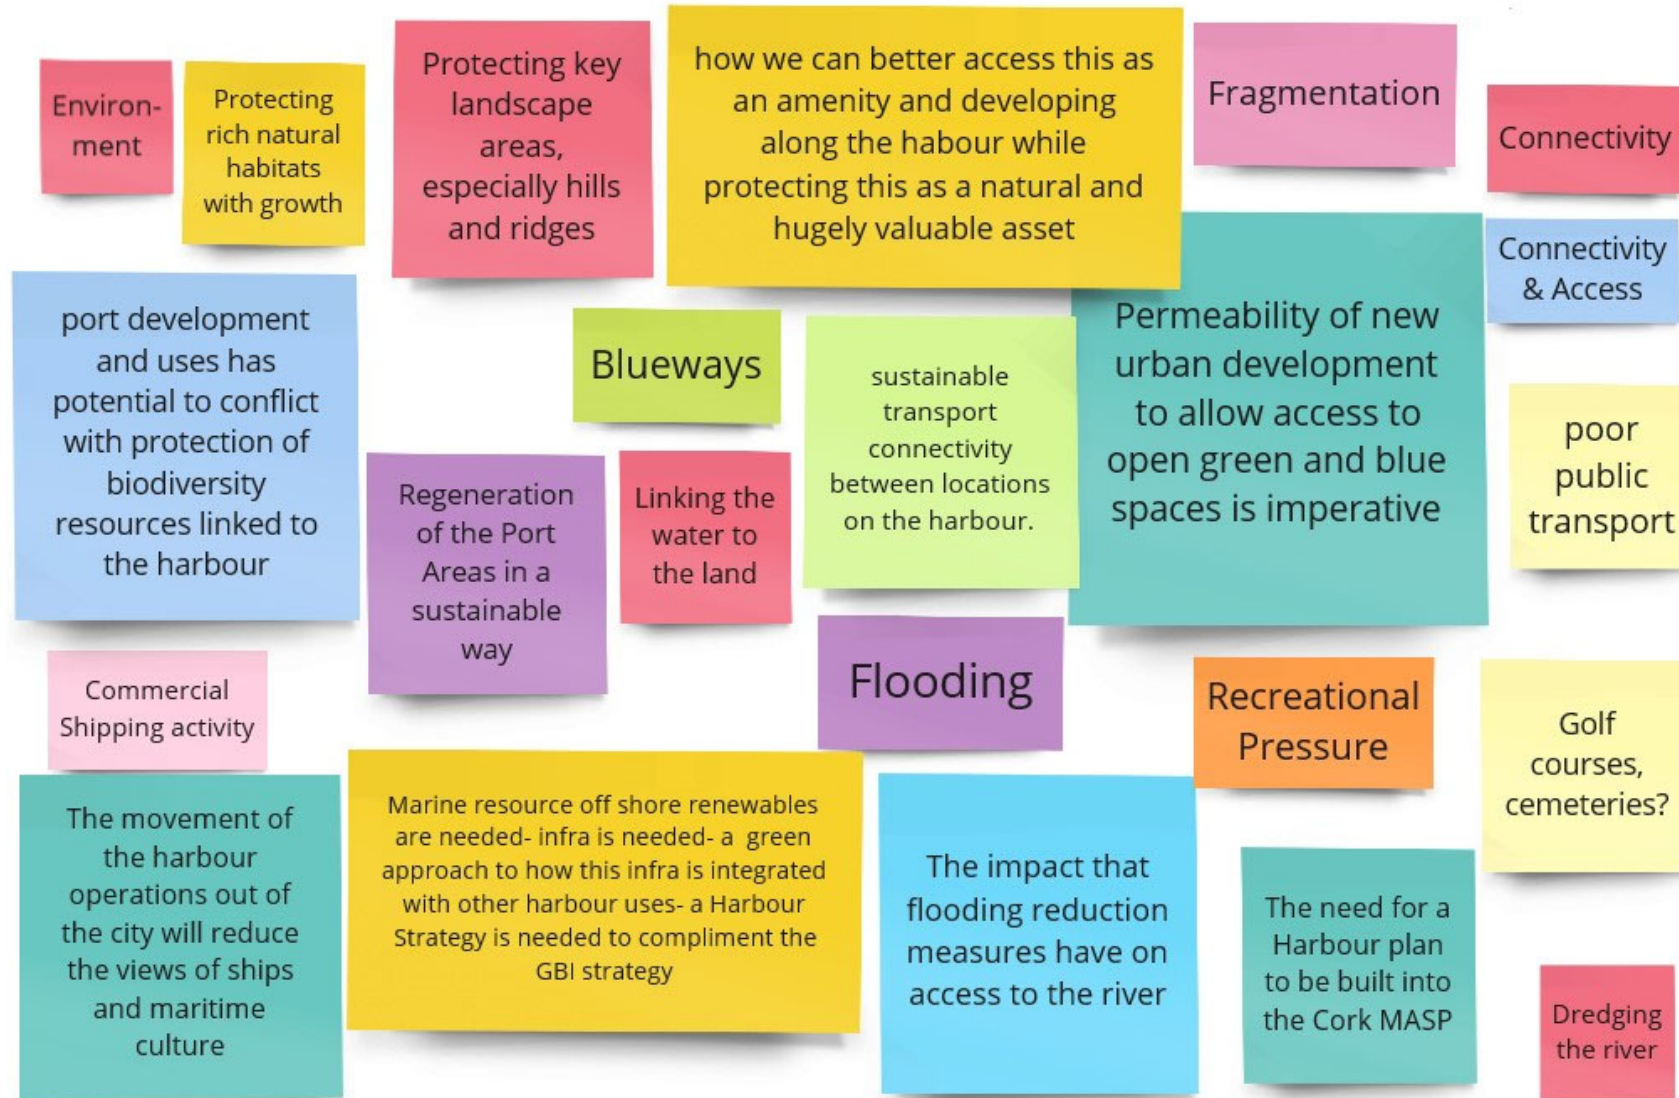 Environ-
ment
Protecting
rich natural
habitats
with growth
Protecting key
landscape
areas,
especially hills
and ridges
how we can better access this as
an amenity and developing
along the habour while
protecting this as a natural and
hugely valuable asset
Fragmentation
Connectivity
Connectivity
& Access
port development
and uses has
potential to conflict
with protection of
biodiversity
resources linked to
the harbour
Blueways
sustainable
transport
connectivity
between locations
on the harbour.
Permeability of new
urban development
to allow access to
open green and blue
spaces is imperative
poor
public
transport
Regeneration
of the Port
Areas in a
sustainable
way
Linking the
water to
the land
Flooding
Commercial
Shipping activity
Recreational
Pressure
Golf
courses,
cemeteries?
The movement of
the harbour
operations out of
the city will reduce
the views of ships
and maritime
culture
Marine resource off shore renewables
are needed- infra is needed- a green
approach to how this infra is integrated
with other harbour uses- a Harbour
Strategy is needed to compliment the
GBI strategy
The impact that
flooding reduction
measures have on
access to the river
The need for a
Harbour plan
to be built into
the Cork MASP
Dredging
the river